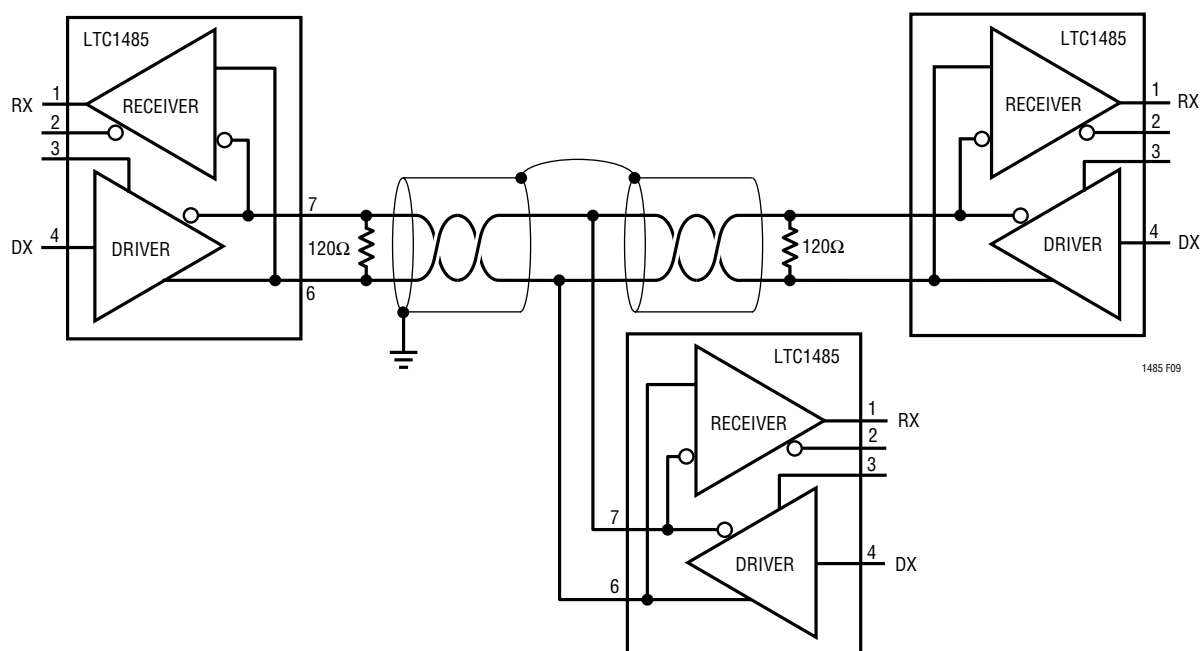 LTC1485
RECEIVER
RX
1
2
3
DX
4
DRIVER
7
6
120Ω
120Ω
LTC1485
RECEIVER
1
RX
2
3
DRIVER
4
DX
LTC1485
RECEIVER
1
RX
2
3
7
6
DRIVER
4
DX
1485 F09